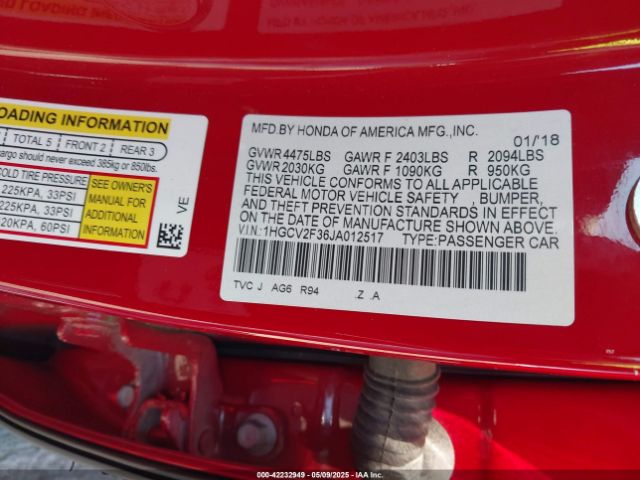 OADING INFORMATION
TOTAL 5 FRONT 2 REAR 3
cargo should never exceed 385kg or 850lbs.
COLD TIRE PRESSURE
225KPA, 33PSI
225KPA, 33PSI
20KPA, 60PSI
SEE OWNER'S
MANUAL FOR
ADDITIONAL
INFORMATION
VE
MFD.BY HONDA OF AMERICA MFG.,INC.
01/18
GVWR 4475LBS GAWR F 2403LBS R 2094LBS
GVWR 2030KG GAWR F 1090KG R 950KG
THIS VEHICLE CONFORMS TO ALL APPLICABLE
FEDERAL MOTOR VEHICLE SAFETY , BUMPER,
AND THEFT PREVENTION STANDARDS IN EFFECT
ON THE DATE OF MANUFACTURE SHOWN ABOVE.
V.I.N.:1HGCV2F36JA012517 TYPE:PASSENGER CAR
TVC J AG6 R94 .Z .A
000-42232949 - 05/09/2025 - IAA Inc.